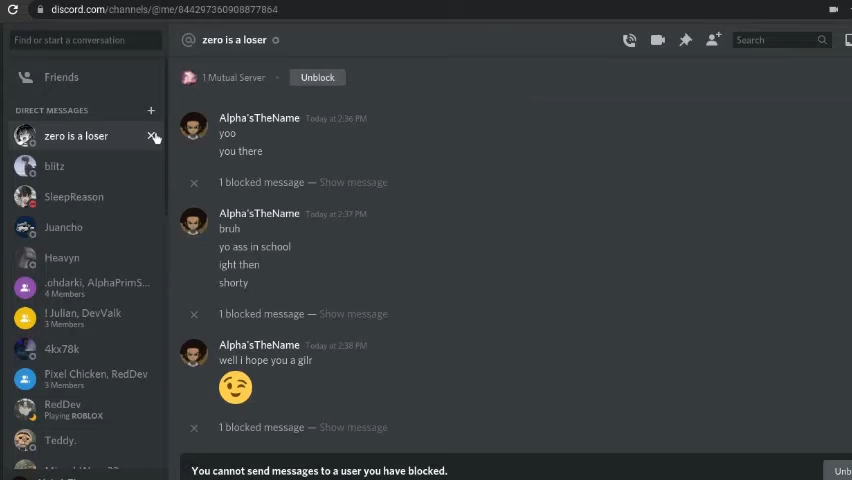 discord.com/channels/@me/844297360908877864
Find or start a conversation
zero is a loser
Search
Friends
1 Mutual Server
Unblock
DIRECT MESSAGES
zero is a loser
blitz
SleepReason
Juancho
Heavyn
.ohdarki, AlphaPrimS...
4 Members
! Julian, DevValk
3 Members
4kx78k
Pixel Chicken, RedDev
3 Members
RedDev
Playing ROBLOX
Teddy.
Alpha'sTheName Today at 2:36 PM
yoo
you there
1 blocked message — Show message
Alpha'sTheName Today at 2:37 PM
bruh
yo ass in school
ight then
shorty
1 blocked message — Show message
Alpha'sTheName Today at 2:38 PM
well i hope you a gilr
1 blocked message — Show message
You cannot send messages to a user you have blocked.
Unb